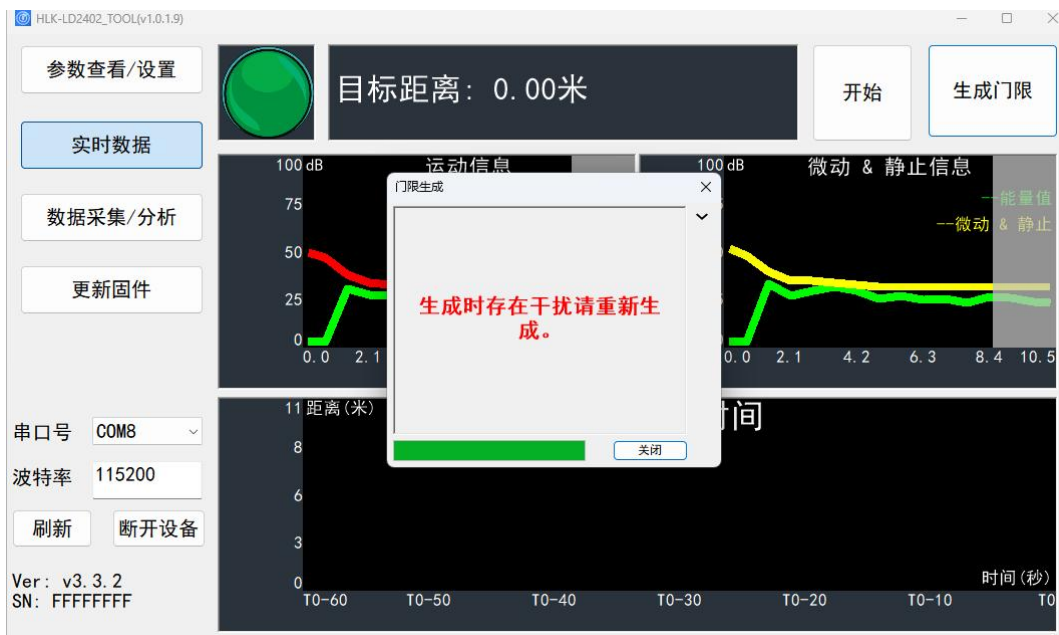 HLK-LD2402_TOOL(v1.0.1.9)
参数查看/设置
实时数据
数据采集/分析
更新固件
目标距离: 0.00米
开始
生成门限
100 dB
运动信息
75
50
25
0
0.0 2.1
100 dB
微动 & 静止信息
--能量值
--微动 & 静止
0.0 2.1 4.2 6.3 8.4 10.5
门限生成
生成时存在干扰请重新生
成。
关闭
11 距离(米)
时间
8
6
3
0
时间(秒)
T0-60 T0-50 T0-40 T0-30 T0-20 T0-10 T0
串口号 COM8
波特率 115200
刷新 断开设备
Ver: v3.3.2
SN: FFFFFFFF